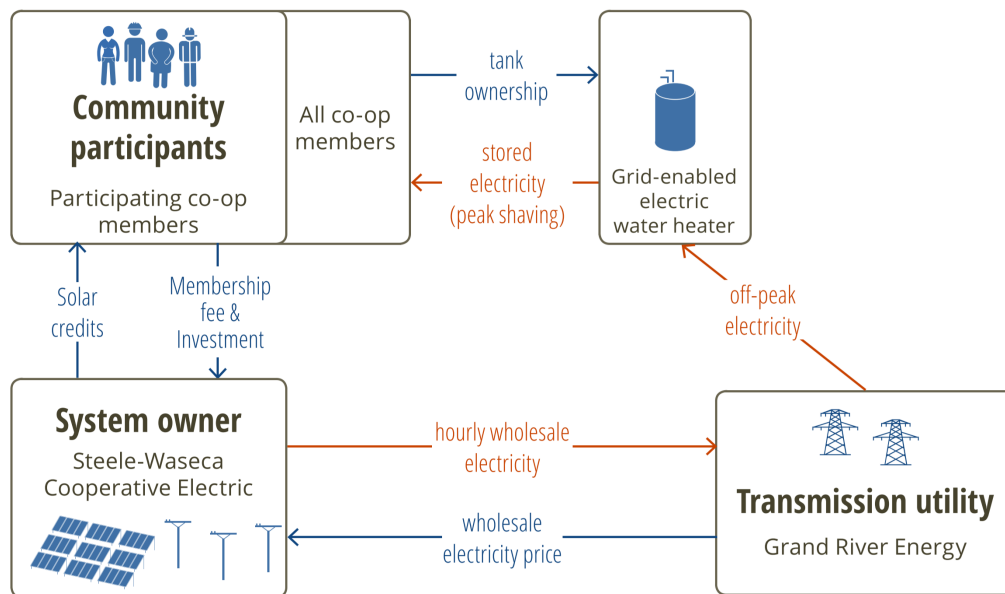 Community
participants
Participating co-op
members
All co-op
members
tank
ownership
stored
electricity
(peak shaving)
Grid-enabled
electric
water heater
Solar
credits
Membership
fee &
Investment
off-peak
electricity
System owner
Steele-Waseca
Cooperative Electric
hourly wholesale
electricity
wholesale
electricity price
Transmission utility
Grand River Energy